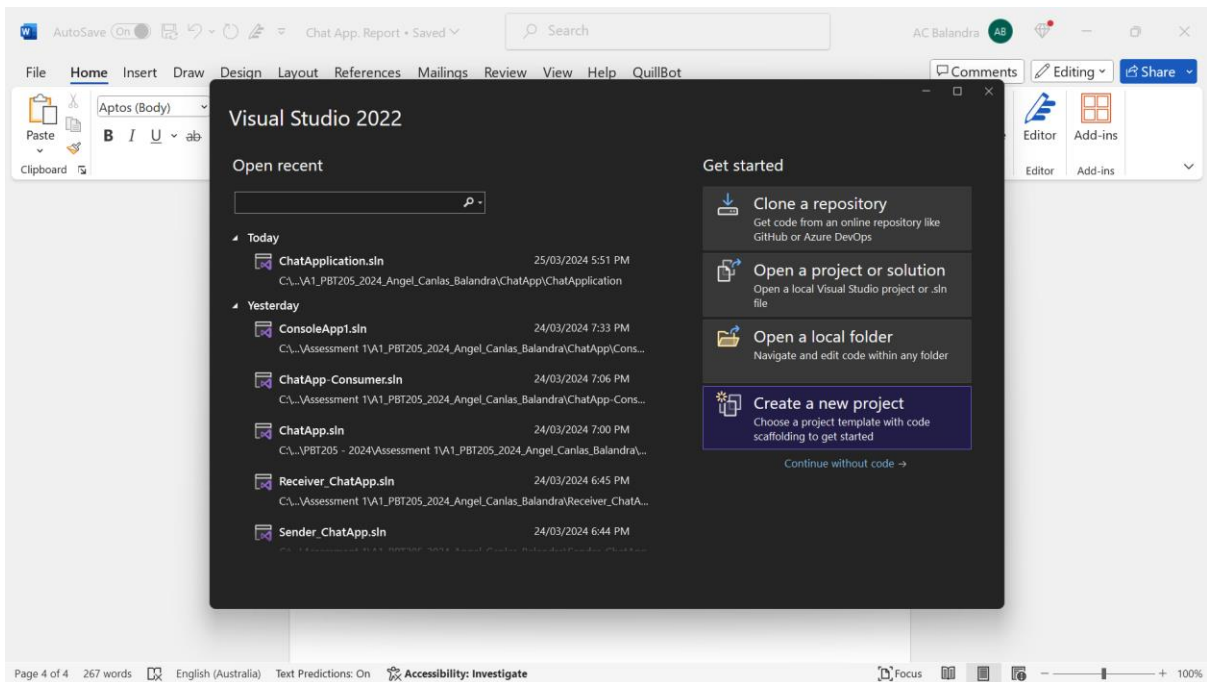 AutoSave On Chat App. Report • Saved Search AC Balandra AB
File Home Insert Draw Design Layout References Mailings Review View Help QuillBot Comments Editing Share
Aptos (Body)
Paste B I U ab Editor Add-ins
Clipboard Editor Add-ins
Visual Studio 2022
Open recent
Today
ChatApplication.sln 25/03/2024 5:51 PM
C:\...\A1_PBT205_2024_Angel_Canlas_Balandra\ChatApp\ChatApplication
Yesterday
ConsoleApp1.sln 24/03/2024 7:33 PM
C:\...\Assessment 1\A1_PBT205_2024_Angel_Canlas_Balandra\ChatApp\Cons...
ChatApp-Consumer.sln 24/03/2024 7:06 PM
C:\...\Assessment 1\A1_PBT205_2024_Angel_Canlas_Balandra\ChatApp-Cons...
ChatApp.sln 24/03/2024 7:00 PM
C:\...\PBT205 - 2024\Assessment 1\A1_PBT205_2024_Angel_Canlas_Balandra\...
Receiver_ChatApp.sln 24/03/2024 6:45 PM
C:\...\Assessment 1\A1_PBT205_2024_Angel_Canlas_Balandra\Receiver_ChatA...
Sender_ChatApp.sln 24/03/2024 6:44 PM
Get started
Clone a repository
Get code from an online repository like
GitHub or Azure DevOps
Open a project or solution
Open a local Visual Studio project or .sln
file
Open a local folder
Navigate and edit code within any folder
Create a new project
Choose a project template with code
scaffolding to get started
Continue without code →
Page 4 of 4 267 words English (Australia) Text Predictions: On Accessibility: Investigate Focus 100%